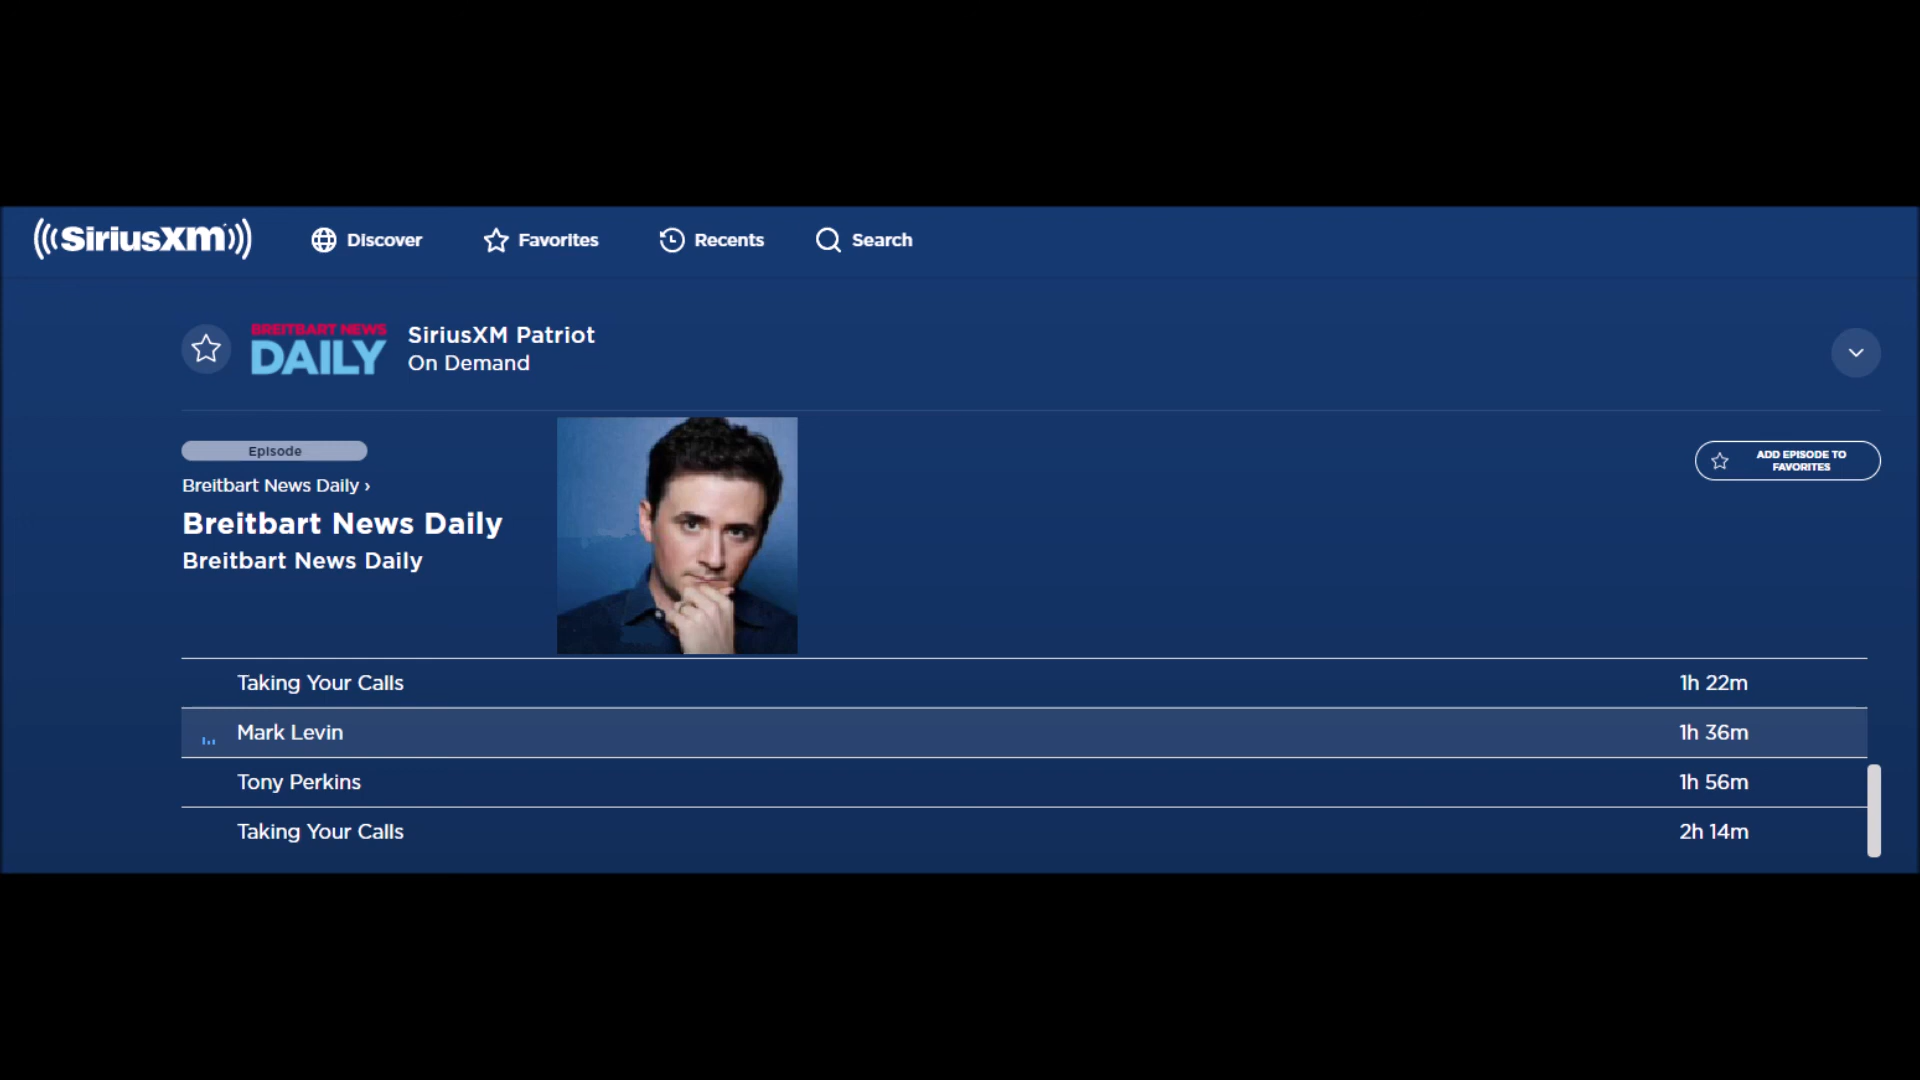 SiriusXM
Discover
Favorites
Recents
Search
BREITBART NEWS
DAILY
SiriusXM Patriot
On Demand
Episode
ADD EPISODE TO
FAVORITES
Breitbart News Daily ›
Breitbart News Daily
Breitbart News Daily
Taking Your Calls 1h 22m
Mark Levin 1h 36m
Tony Perkins 1h 56m
Taking Your Calls 2h 14m